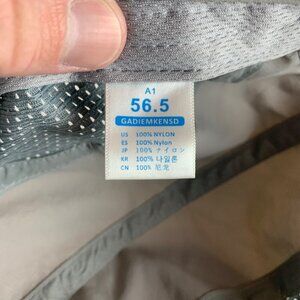 A1
56.5
GADIEMKENSD
US 100% NYLON
ES 100% Nylon
JP 100% ナイロン
KR 100% 나일론
CN 100% 尼龙